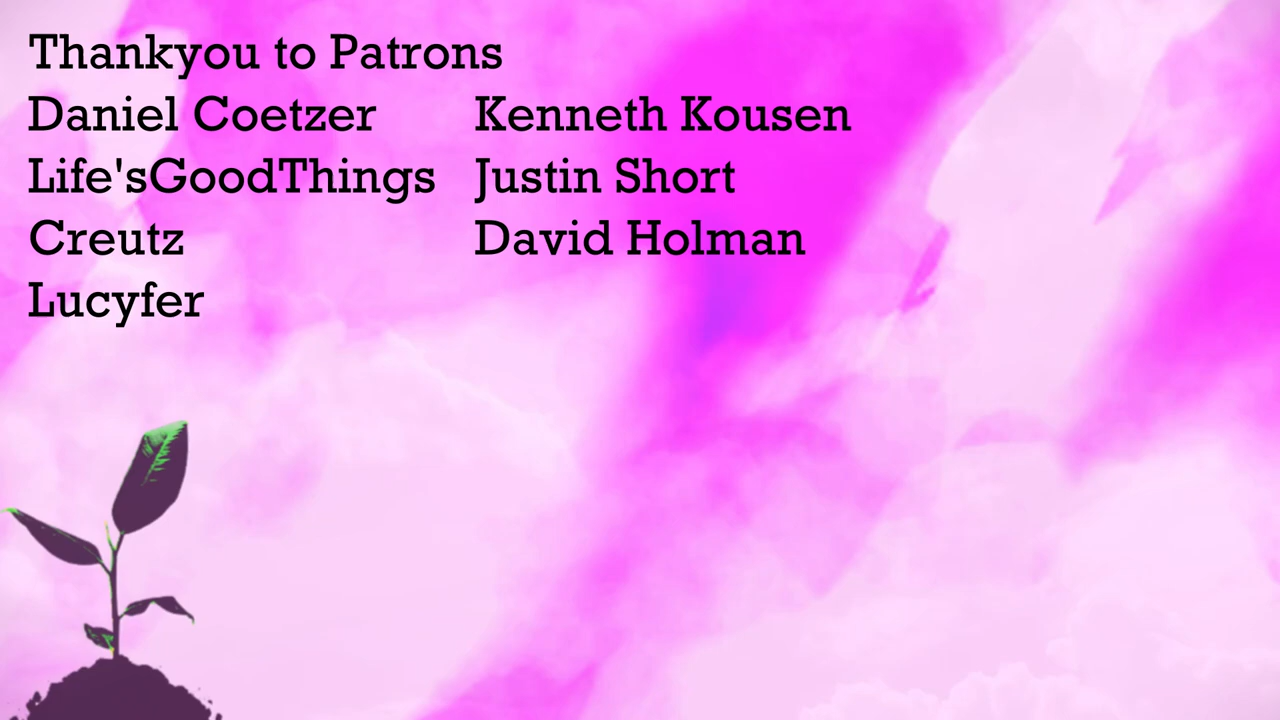 Thankyou to Patrons
Daniel Coetzer
Life'sGoodThings
Creutz
Lucyfer
Kenneth Kousen
Justin Short
David Holman